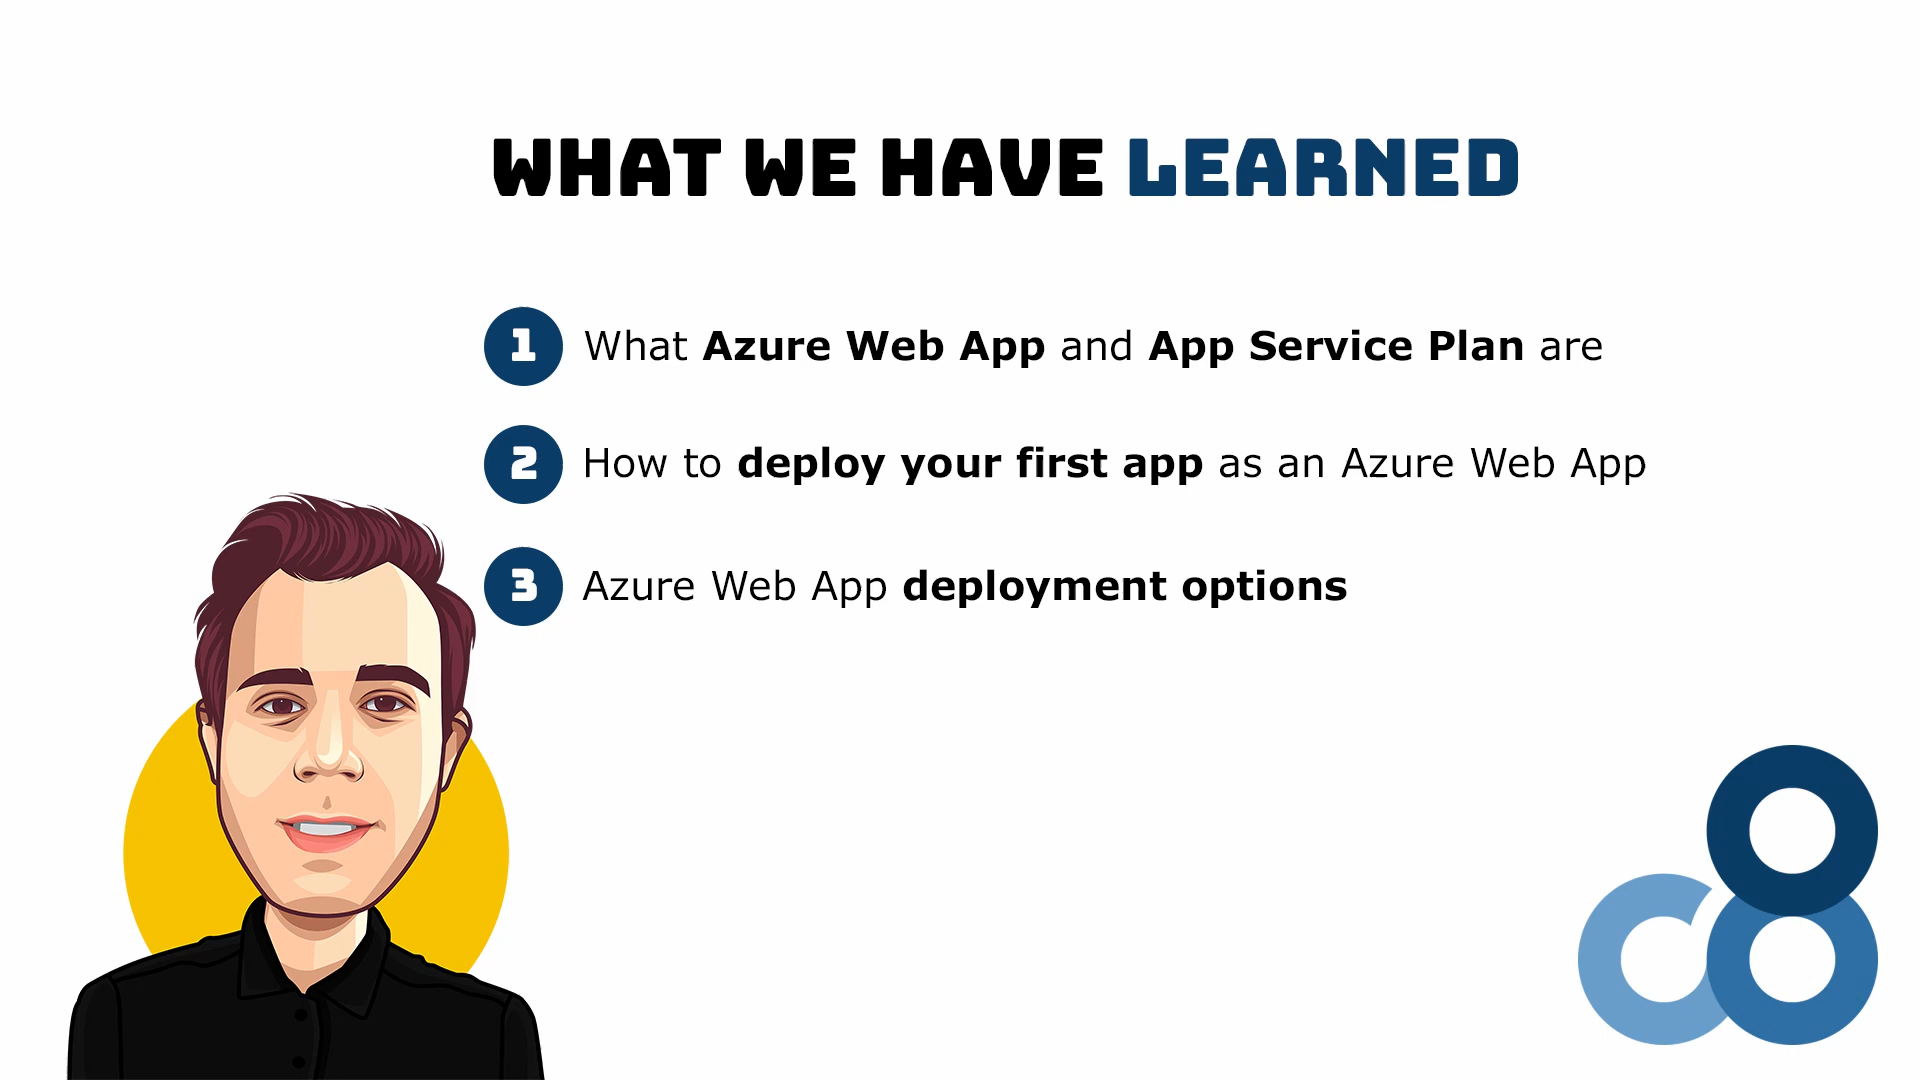 WHAT WE HAVE LEARNED
1 What Azure Web App and App Service Plan are
2 How to deploy your first app as an Azure Web App
3 Azure Web App deployment options